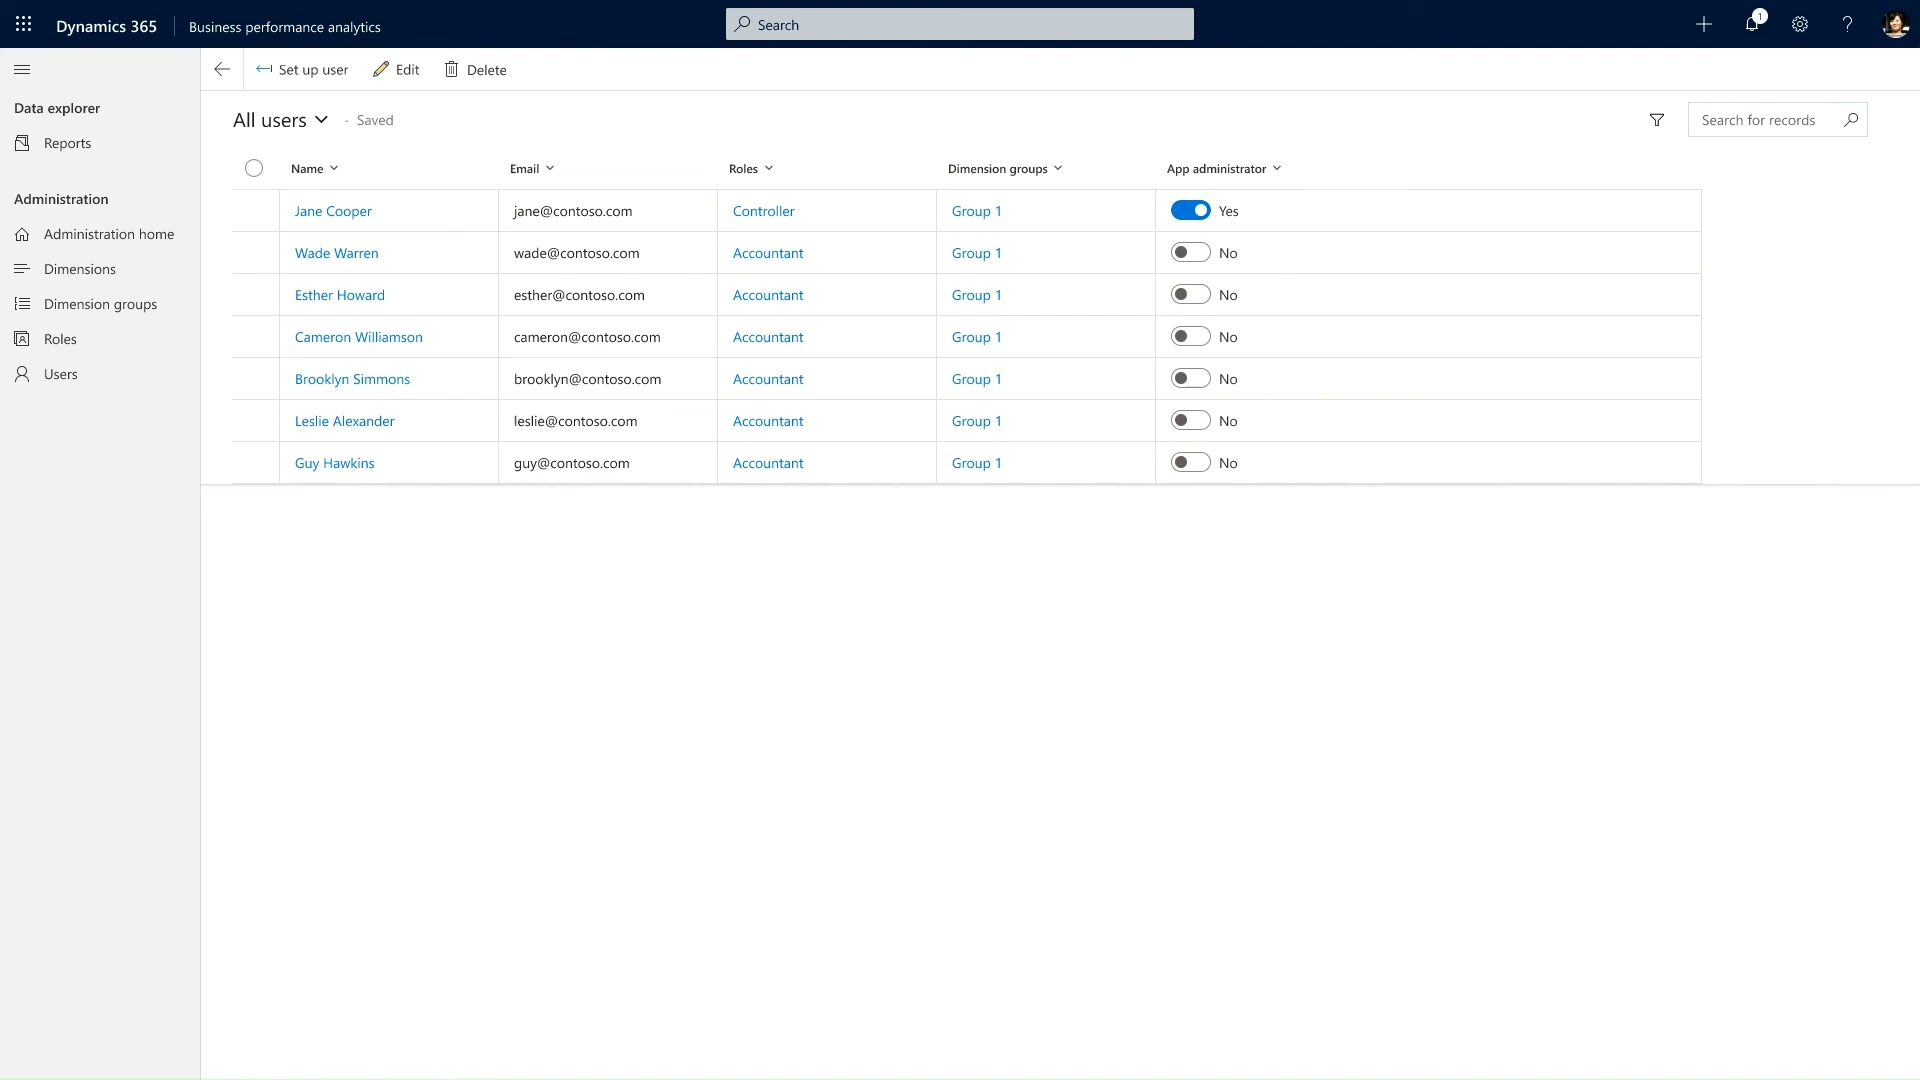 Dynamics 365 Business performance analytics Search 1
Set up user Edit Delete
Data explorer
Reports
Administration
Administration home
Dimensions
Dimension groups
Roles
Users
All users - Saved Search for records
Name Email Roles Dimension groups App administrator
Jane Cooper jane@contoso.com Controller Group 1 Yes
Wade Warren wade@contoso.com Accountant Group 1 No
Esther Howard esther@contoso.com Accountant Group 1 No
Cameron Williamson cameron@contoso.com Accountant Group 1 No
Brooklyn Simmons brooklyn@contoso.com Accountant Group 1 No
Leslie Alexander leslie@contoso.com Accountant Group 1 No
Guy Hawkins guy@contoso.com Accountant Group 1 No